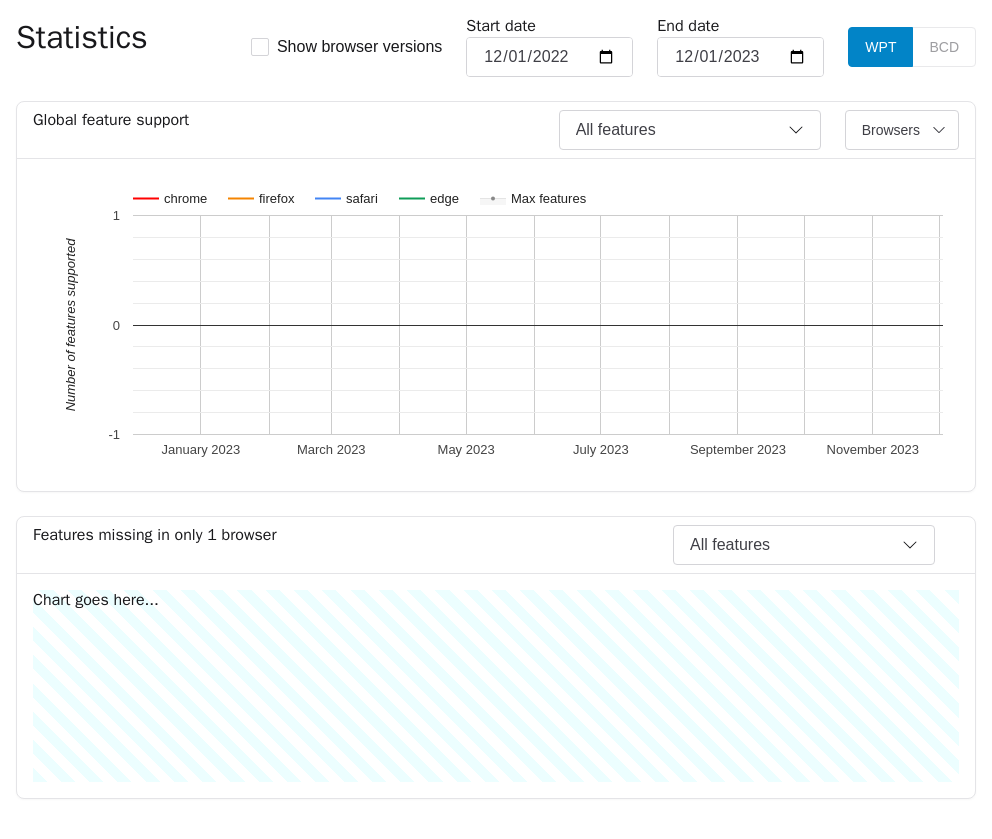 Statistics
Show browser versions
Start date
12/01/2022
End date
12/01/2023
WPT
BCD
Global feature support
All features
Browsers
chrome
firefox
safari
edge
Max features
Number of features supported
1
0
-1
January 2023
March 2023
May 2023
July 2023
September 2023
November 2023
Features missing in only 1 browser
All features
Chart goes here...